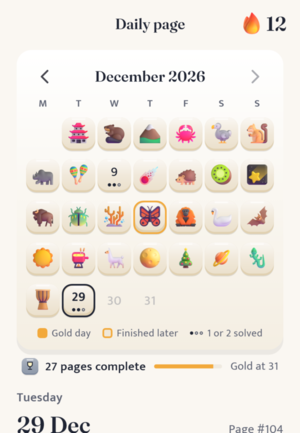 Daily page
12
December 2026
M T W T F S S
9
29 30 31
Gold day Finished later 1 or 2 solved
27 pages complete Gold at 31
Tuesday
29 Dec Page #104